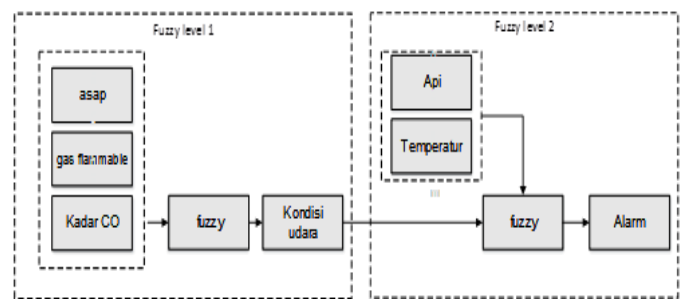 Fuzzy level 1
Fuzzy level 2
asap
gas flammable
Kadar CO
fuzzy
Kondisi
udara
Api
Temperatur
fuzzy
Alarm